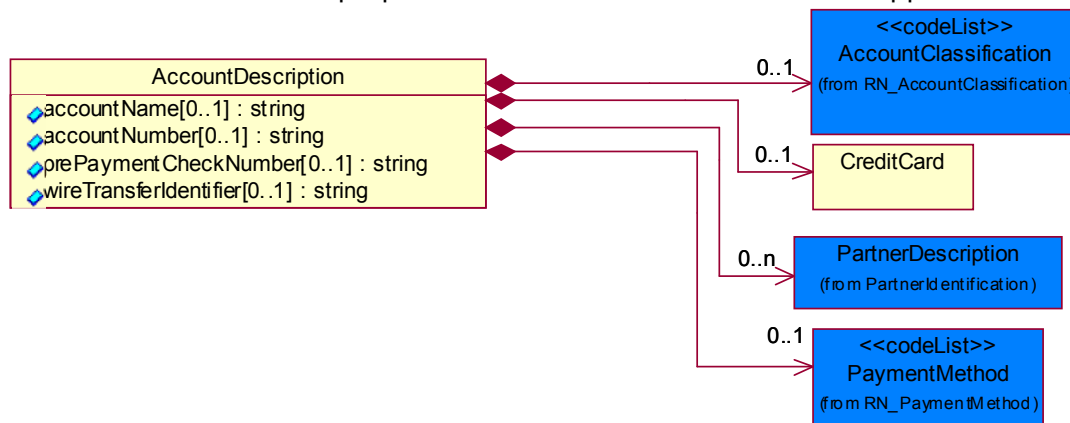 AccountDescription
accountName[0..1] : string
accountNumber[0..1] : string
prePaymentCheckNumber[0..1] : string
wireTransferIdentifier[0..1] : string
0..1
<<codeList>>
AccountClassification
(from RN_AccountClassification
0..1
CreditCard
0..n
PartnerDescription
(from PartnerIdentification)
0..1
<<codeList>>
PaymentMethod
(from RN_PaymentMethod)